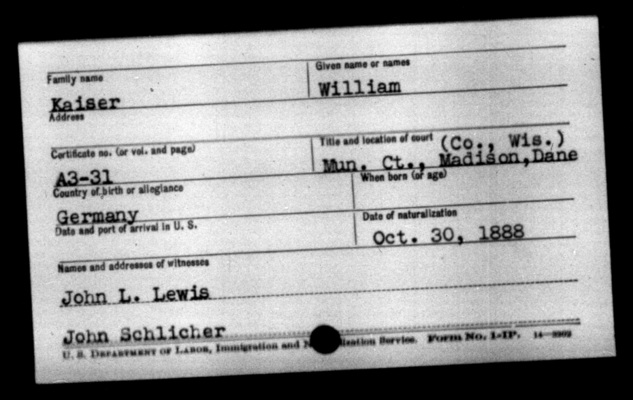 Family name
Given name or names
Kaiser
William
Address
Certificate no. (or vol. and page)
Title and location of court (Co., Wis.)
A3-31
Mun. Ct., Madison,Dane
Country of birth or allegiance
When born (or age)
Germany
Date and port of arrival in U. S.
Date of naturalization
Oct. 30, 1888
Names and addresses of witnesses
John L. Lewis
John Schlicher
U. S. Department of Labor, Immigration and Service. Form No. 1-IP. 14—